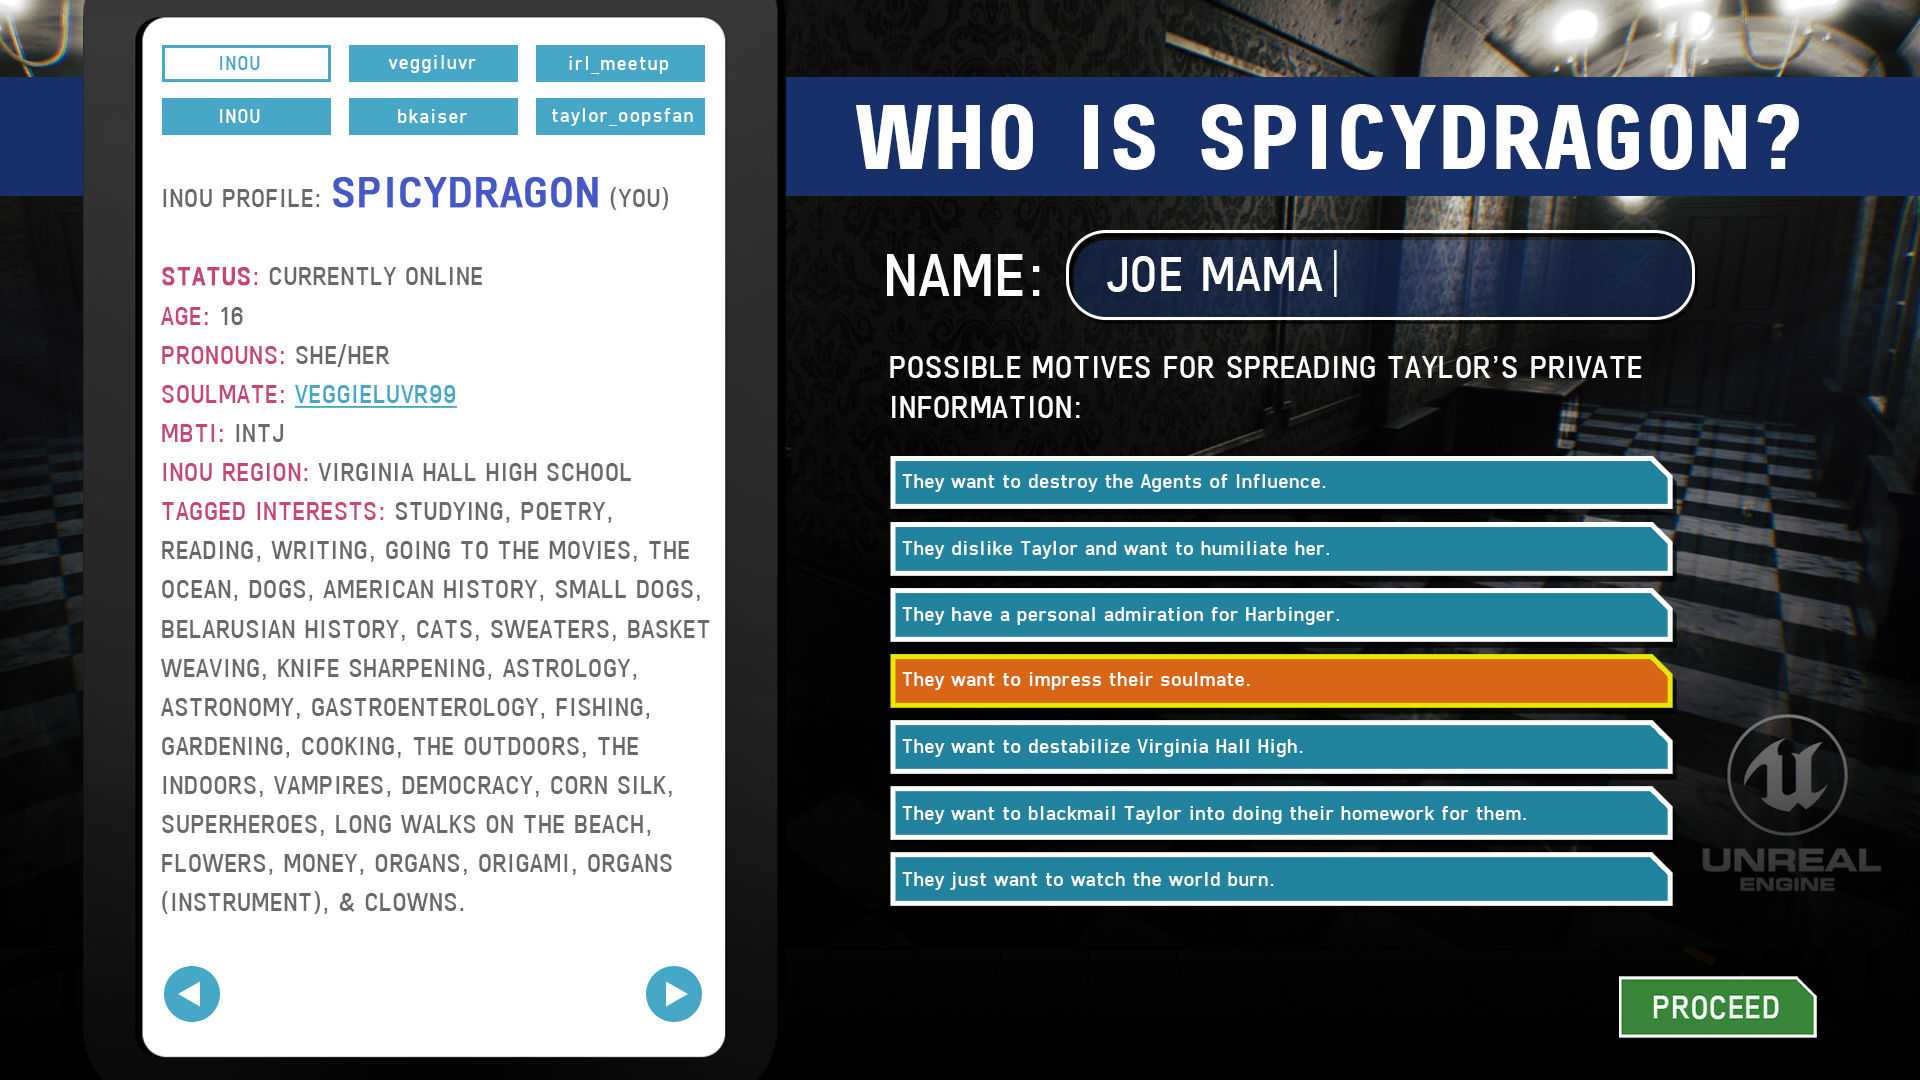 INOU
veggiluvr
irl_meetup
INOU
bkaiser
taylor_oopsfan
INOU PROFILE: SPICYDRAGON (YOU)
STATUS: CURRENTLY ONLINE
AGE: 16
PRONOUNS: SHE/HER
SOULMATE: VEGGIELUVR99
MBTI: INTJ
INOU REGION: VIRGINIA HALL HIGH SCHOOL
TAGGED INTERESTS: STUDYING, POETRY,
READING, WRITING, GOING TO THE MOVIES, THE
OCEAN, DOGS, AMERICAN HISTORY, SMALL DOGS,
BELARUSIAN HISTORY, CATS, SWEATERS, BASKET
WEAVING, KNIFE SHARPENING, ASTROLOGY,
ASTRONOMY, GASTROENTEROLOGY, FISHING,
GARDENING, COOKING, THE OUTDOORS, THE
INDOORS, VAMPIRES, DEMOCRACY, CORN SILK,
SUPERHEROES, LONG WALKS ON THE BEACH,
FLOWERS, MONEY, ORGANS, ORIGAMI, ORGANS
(INSTRUMENT), & CLOWNS.
WHO IS SPICYDRAGON?
NAME: JOE MAMA
POSSIBLE MOTIVES FOR SPREADING TAYLOR'S PRIVATE
INFORMATION:
They want to destroy the Agents of Influence.
They dislike Taylor and want to humiliate her.
They have a personal admiration for Harbinger.
They want to impress their soulmate.
They want to destabilize Virginia Hall High.
They want to blackmail Taylor into doing their homework for them.
They just want to watch the world burn.
UNREAL
ENGINE
PROCEED